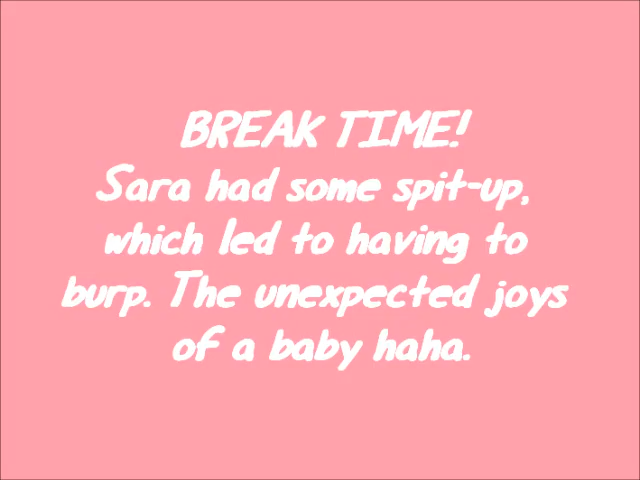 BREAK TIME!
Sara had some spit-up,
which led to having to
burp. The unexpected joys
of a baby haha.